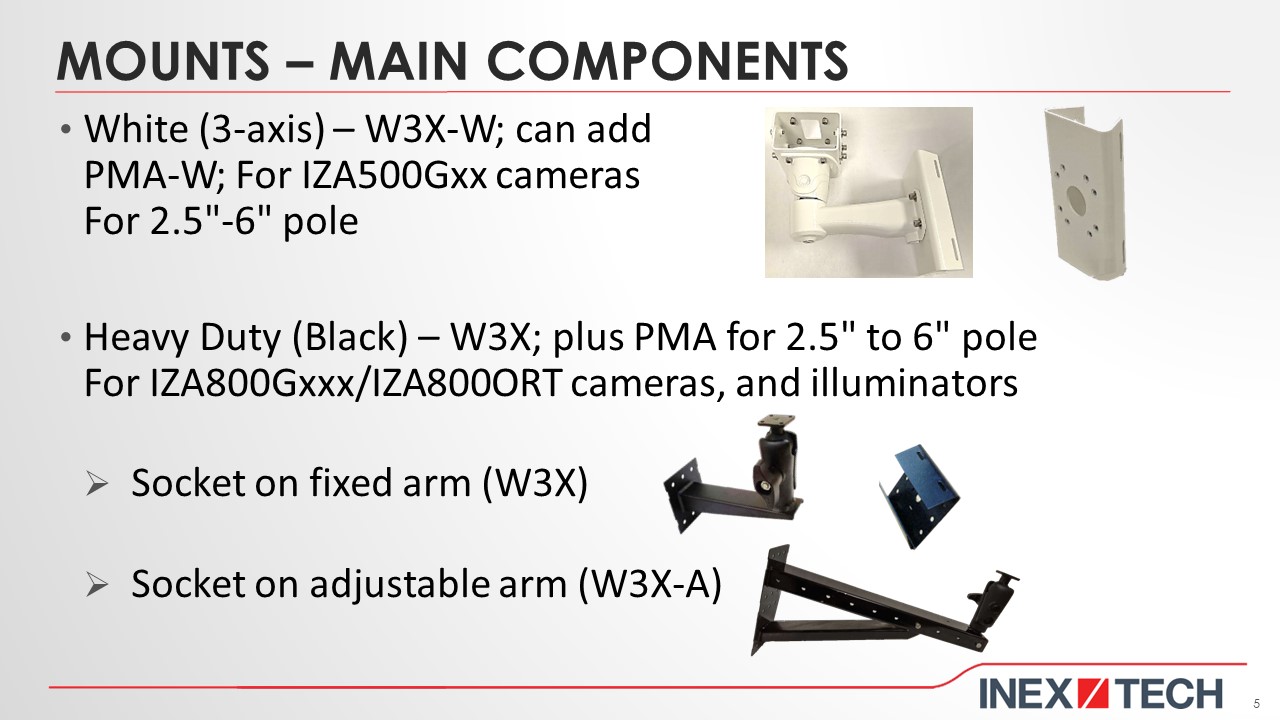 MOUNTS – MAIN COMPONENTS
• White (3-axis) – W3X-W; can add
PMA-W; For IZA500Gxx cameras
For 2.5"-6" pole
• Heavy Duty (Black) – W3X; plus PMA for 2.5" to 6" pole
For IZA800Gxxx/IZA800ORT cameras, and illuminators
➢ Socket on fixed arm (W3X)
➢ Socket on adjustable arm (W3X-A)
INEX TECH
5